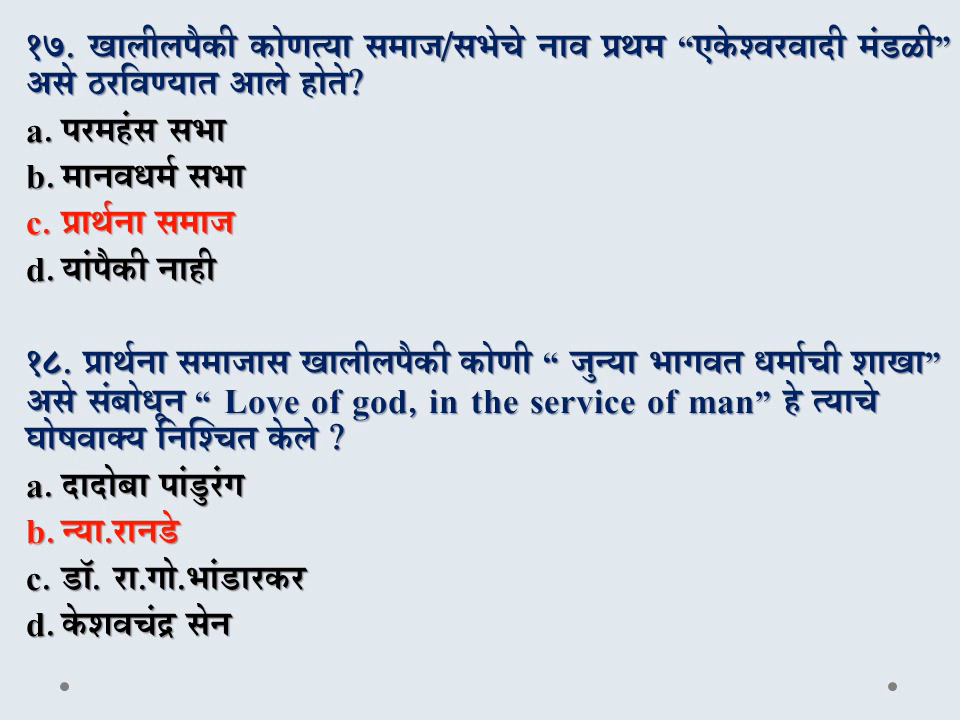 १७. खालीलपैकी कोणत्या समाज/सभेचे नाव प्रथम “एकेश्वरवादी मंडळी”
असे ठरविण्यात आले होते?
a. परमहंस सभा
b. मानवधर्म सभा
c. प्रार्थना समाज
d. यांपैकी नाही
१८. प्रार्थना समाजास खालीलपैकी कोणी “ जुन्या भागवत धर्माची शाखा”
असे संबोधून “ Love of god, in the service of man” हे त्याचे
घोषवाक्य निश्चित केले ?
a. दादोबा पांडुरंग
b. न्या.रानडे
c. डॉ. रा.गो.भांडारकर
d. केशवचंद्र सेन